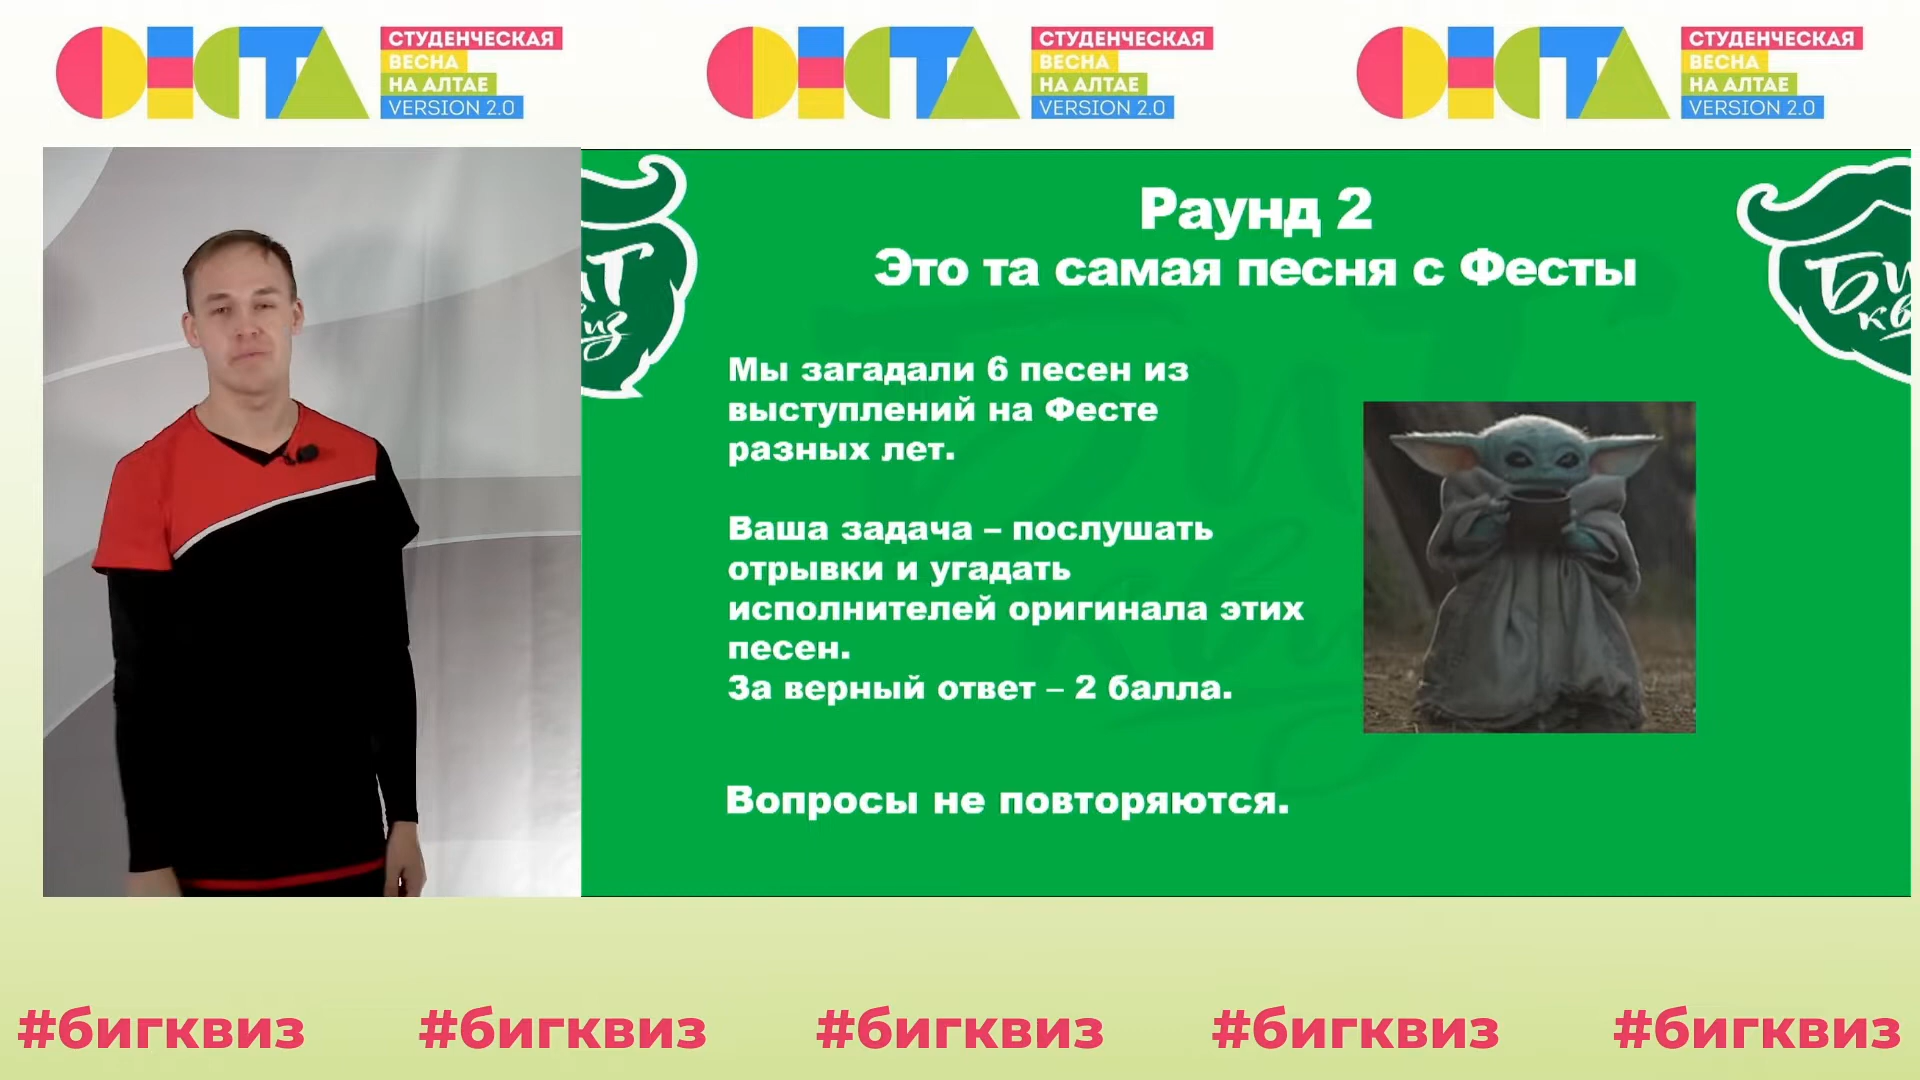 ФЕСТА
СТУДЕНЧЕСКАЯ
ВЕСНА
НА АЛТАЕ
VERSION 2.0
ФЕСТА
СТУДЕНЧЕСКАЯ
ВЕСНА
НА АЛТАЕ
VERSION 2.0
ФЕСТА
СТУДЕНЧЕСКАЯ
ВЕСНА
НА АЛТАЕ
VERSION 2.0
Раунд 2
Это та самая песня с Фесты
Мы загадали 6 песен из
выступлений на Фесте
разных лет.
Ваша задача – послушать
отрывки и угадать
исполнителей оригинала этих
песен.
За верный ответ – 2 балла.
Вопросы не повторяются.
#бигквиз #бигквиз #бигквиз #бигквиз #бигквиз